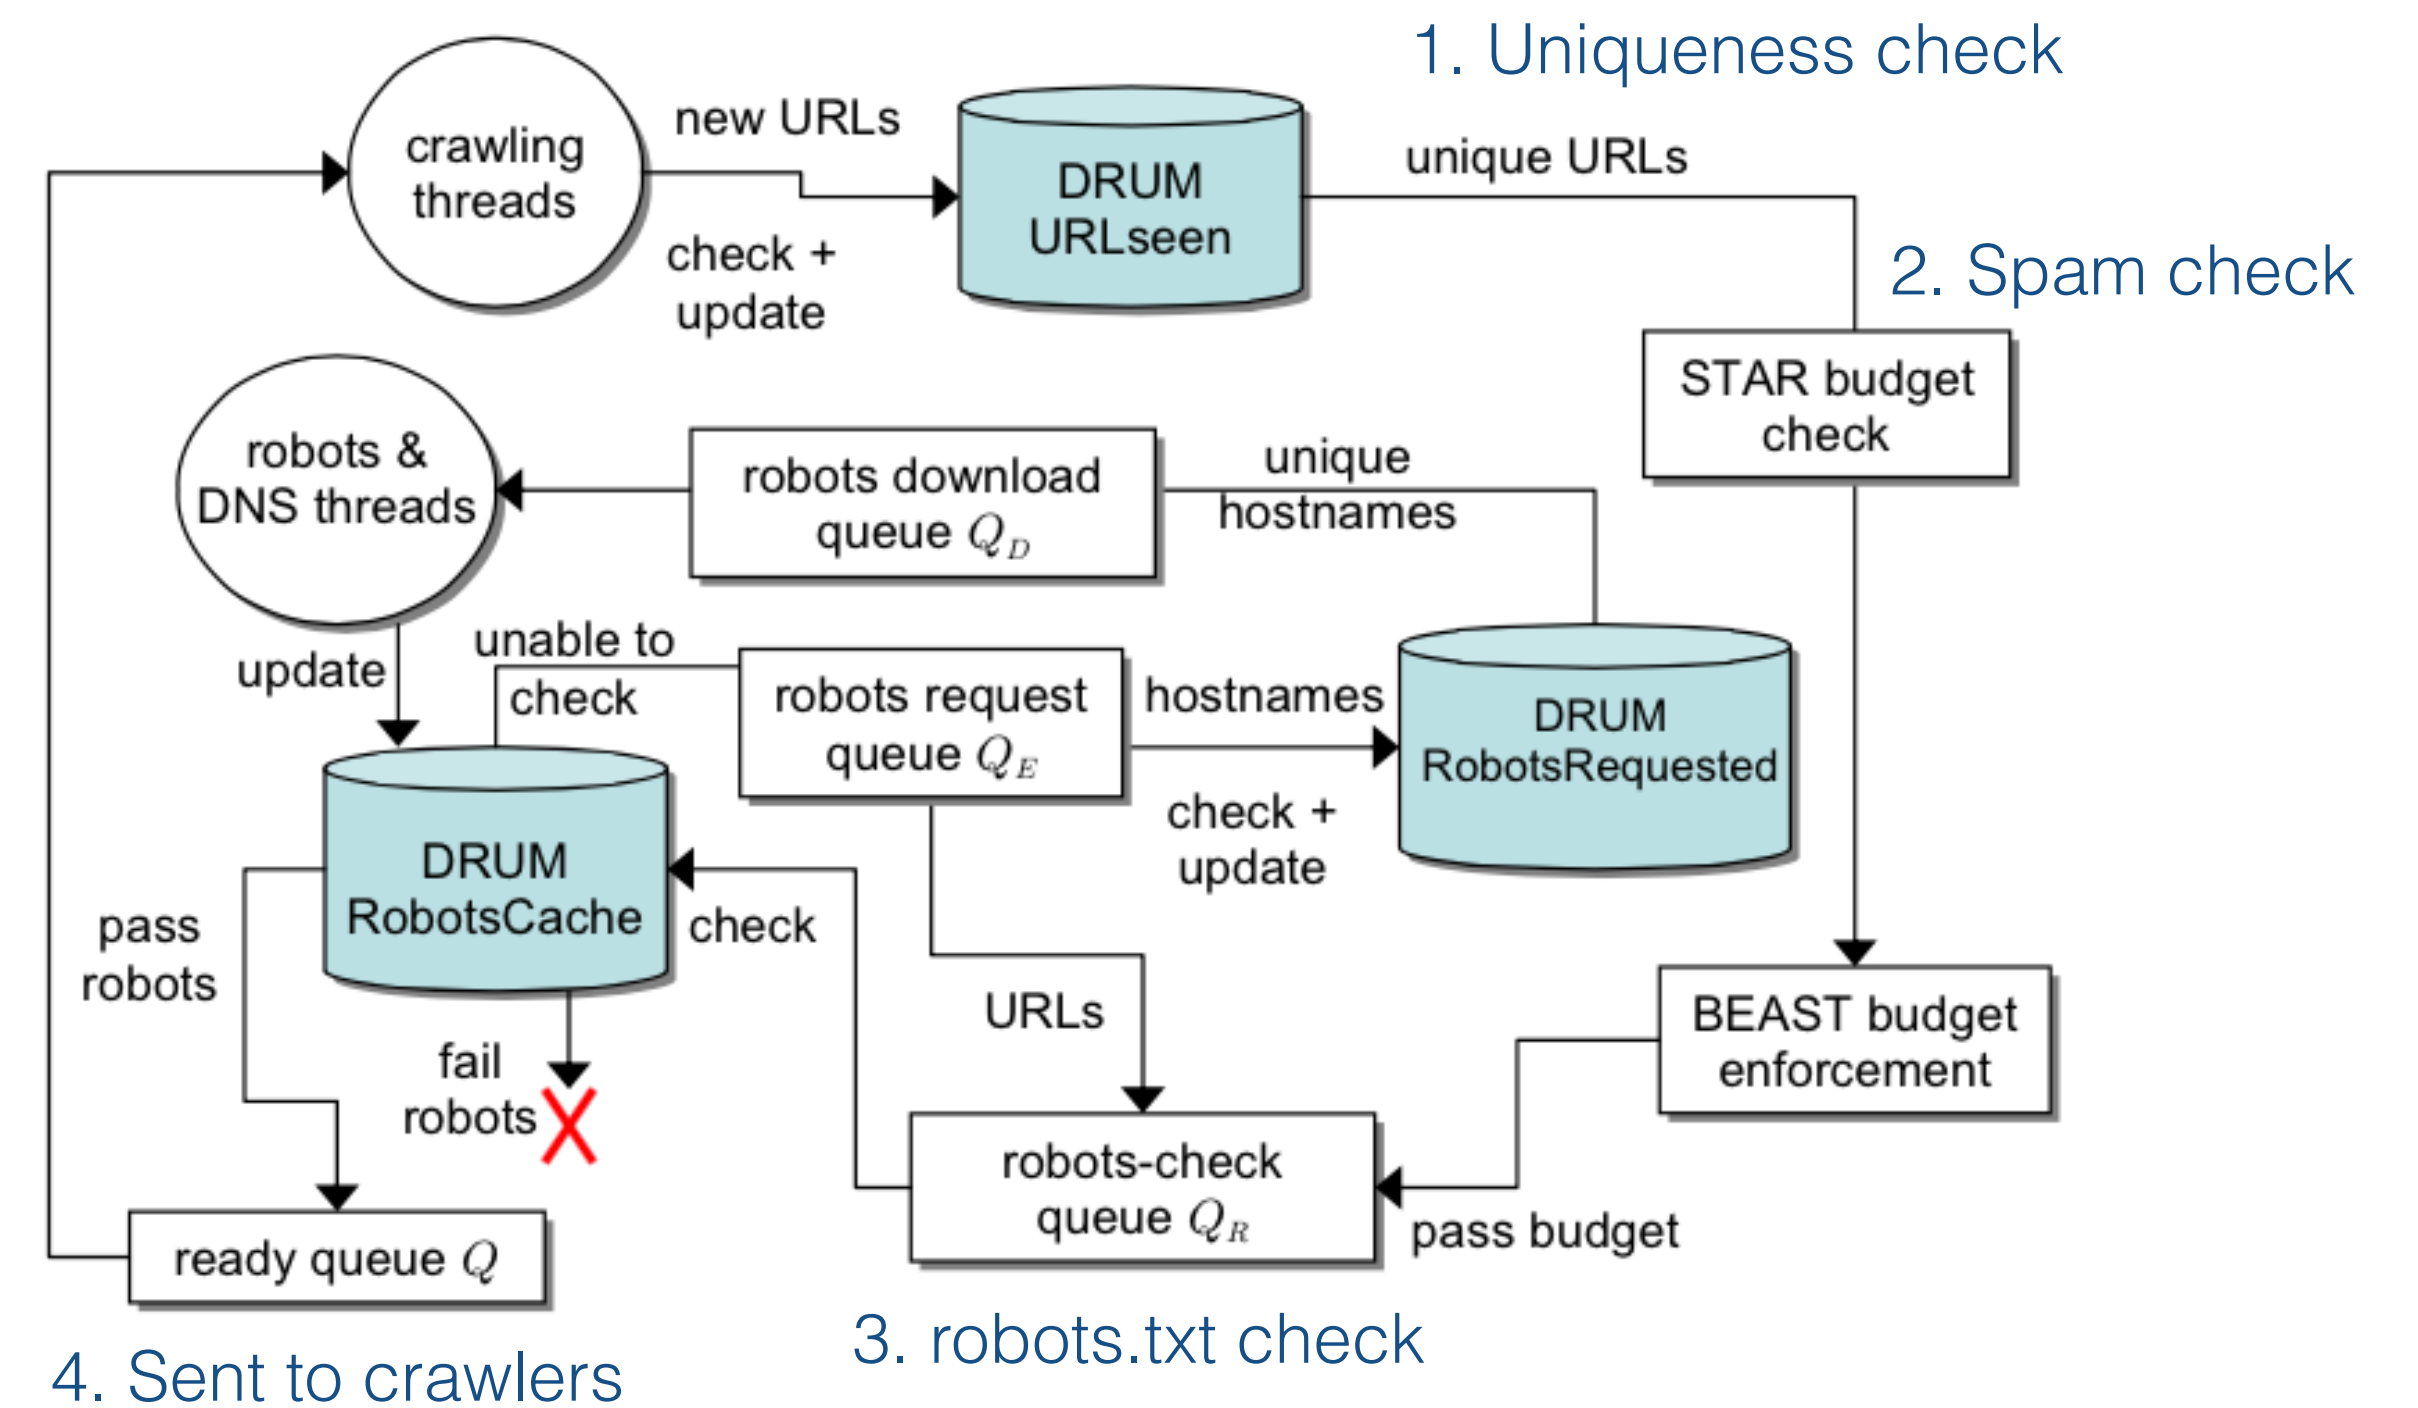 1. Uniqueness check
crawling
threads
new URLs
check +
update
DRUM
URLseen
unique URLs
2. Spam check
STAR budget
check
robots &
DNS threads
robots download
queue Q_D
unique
hostnames
update
unable to
check
robots request
queue Q_E
hostnames
check +
update
DRUM
RobotsRequested
DRUM
RobotsCache
check
pass
robots
fail
robots
URLs
BEAST budget
enforcement
robots-check
queue Q_R
pass budget
ready queue Q
3. robots.txt check
4. Sent to crawlers